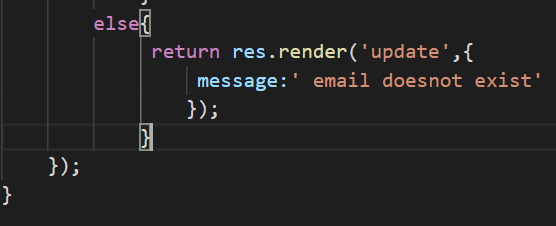 }
else{
return res.render('update',{
message:' email doesnot exist'
});
}
});
}